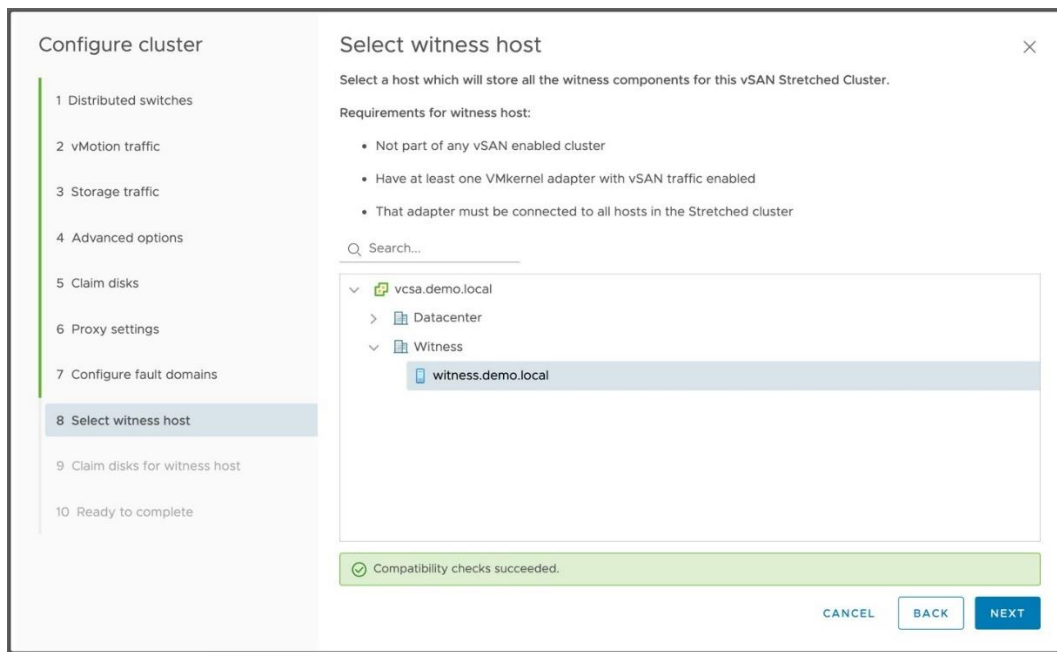 Configure cluster
1 Distributed switches
2 vMotion traffic
3 Storage traffic
4 Advanced options
5 Claim disks
6 Proxy settings
7 Configure fault domains
8 Select witness host
9 Claim disks for witness host
10 Ready to complete
Select witness host
Select a host which will store all the witness components for this vSAN Stretched Cluster.
Requirements for witness host:
• Not part of any vSAN enabled cluster
• Have at least one VMkernel adapter with vSAN traffic enabled
• That adapter must be connected to all hosts in the Stretched cluster
Search...
vcsa.demo.local
Datacenter
Witness
witness.demo.local
Compatibility checks succeeded.
CANCEL BACK NEXT